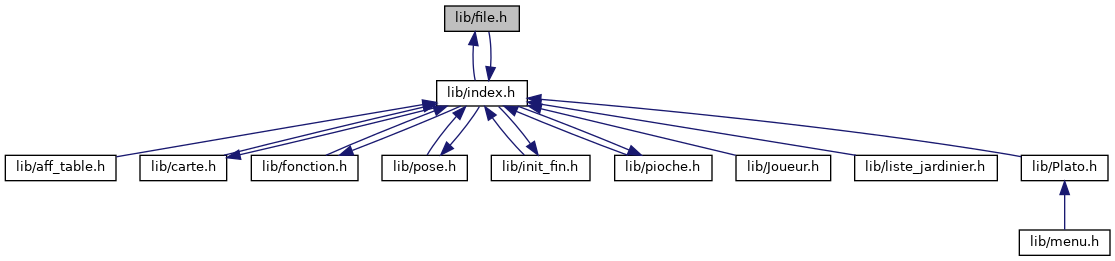 lib/file.h
lib/index.h
lib/aff_table.h
lib/carte.h
lib/fonction.h
lib/pose.h
lib/init_fin.h
lib/pioche.h
lib/Joueur.h
lib/liste_jardinier.h
lib/Plato.h
lib/menu.h